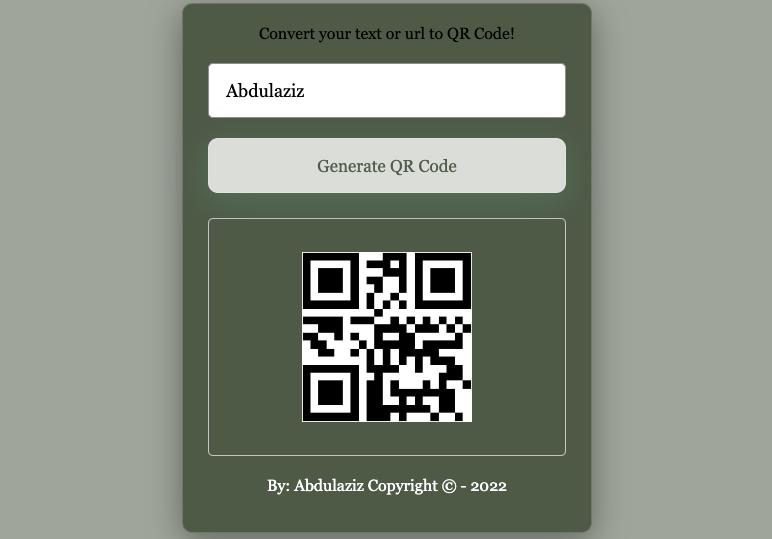 Convert your text or url to QR Code!
Abdulaziz
Generate QR Code
By: Abdulaziz Copyright © - 2022